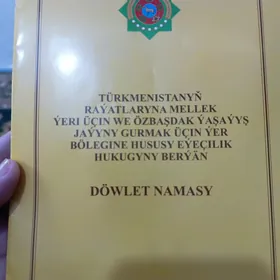 TÜRKMENISTANYŇ
RAÝATLARYNA MELLEK
ÝERI ÜÇIN WE ÖZBAŞDAK ÝAŞAÝYŞ
JAÝYNY GURMAK ÜÇIN ÝER
BÖLEGINE HUSUSY EÝEÇILIK
HUKUGYNY BERÝÄN
DÖWLET NAMASY